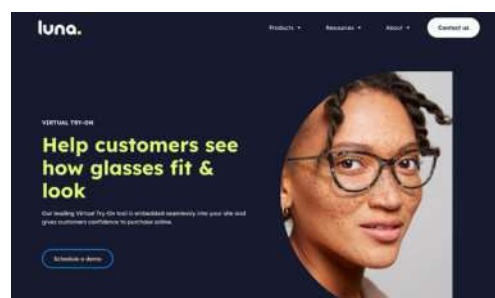 luna.
Products
Resources
About
Contact us
VIRTUAL TRY-ON
Help customers see
how glasses fit &
look
Our leading Virtual Try-On tool is embedded seamlessly into your site and
gives customers confidence to purchase online.
Schedule a demo